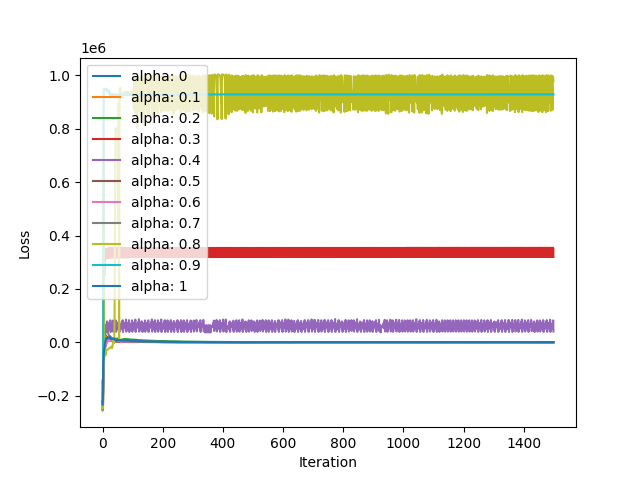 1e6
1.0
0.8
0.6
0.4
0.2
0.0
−0.2
Loss
alpha: 0
alpha: 0.1
alpha: 0.2
alpha: 0.3
alpha: 0.4
alpha: 0.5
alpha: 0.6
alpha: 0.7
alpha: 0.8
alpha: 0.9
alpha: 1
0 200 400 600 800 1000 1200 1400
Iteration